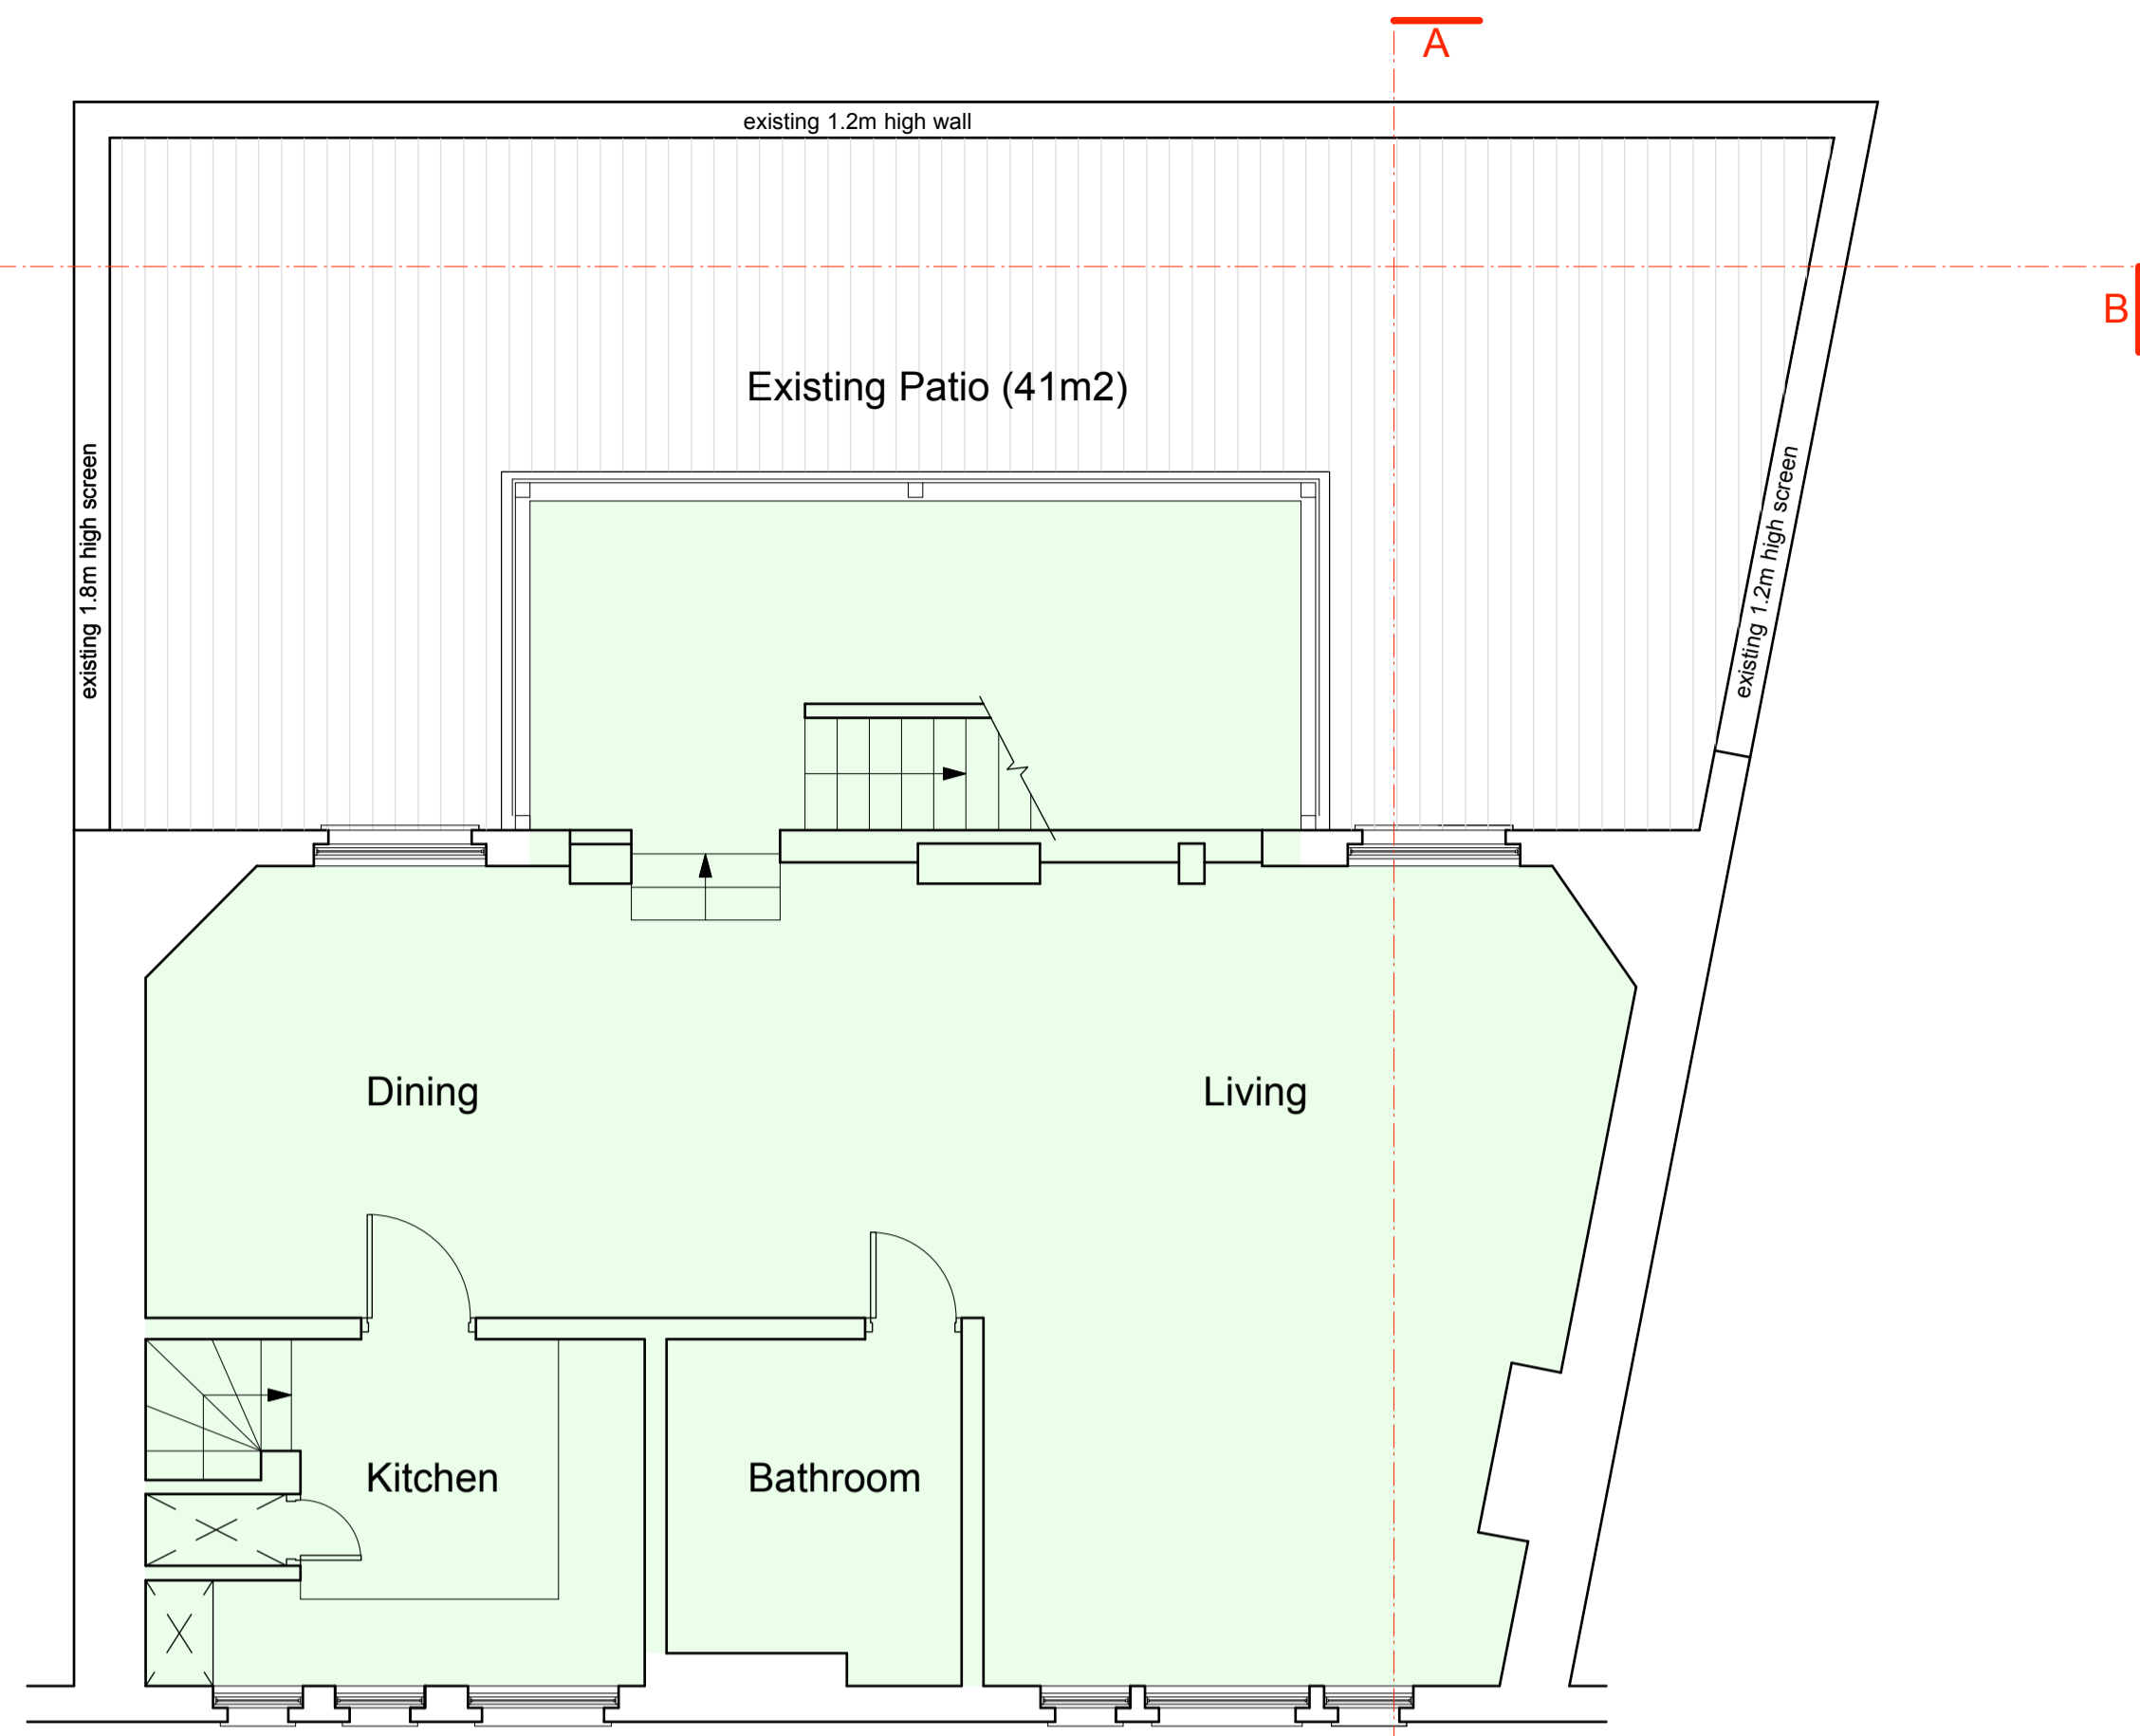 A
existing 1.2m high wall
B
Existing Patio (41m2)
existing 1.8m high screen
existing 1.2m high screen
Dining
Living
Kitchen
Bathroom